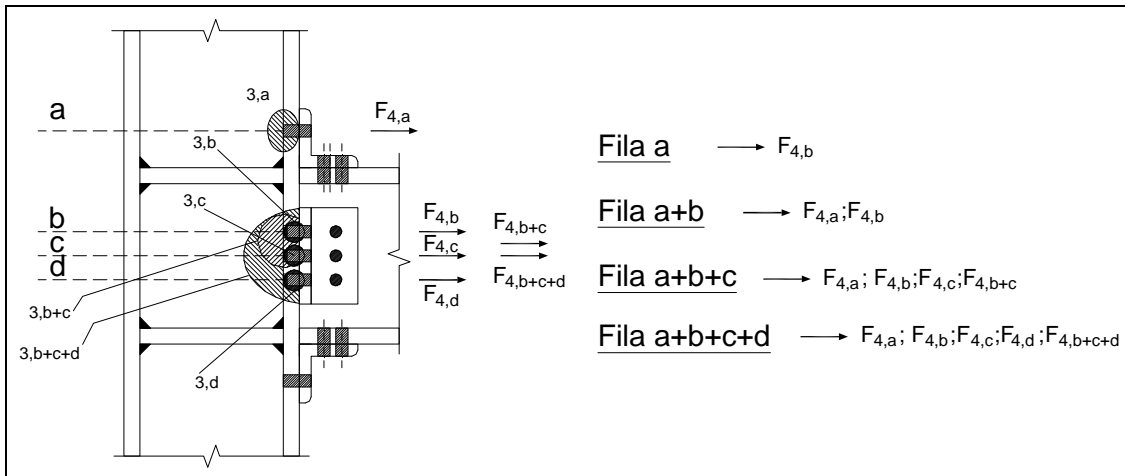 a
3,a
F4,a
3,b
3,c
b
c
d
F4,b
F4,c
F4,d
F4,b+c
F4,b+c+d
3,b+c
3,b+c+d
3,d
Fila a → F4,b
Fila a+b → F4,a;F4,b
Fila a+b+c → F4,a; F4,b;F4,c;F4,b+c
Fila a+b+c+d → F4,a; F4,b;F4,c;F4,d;F4,b+c+d